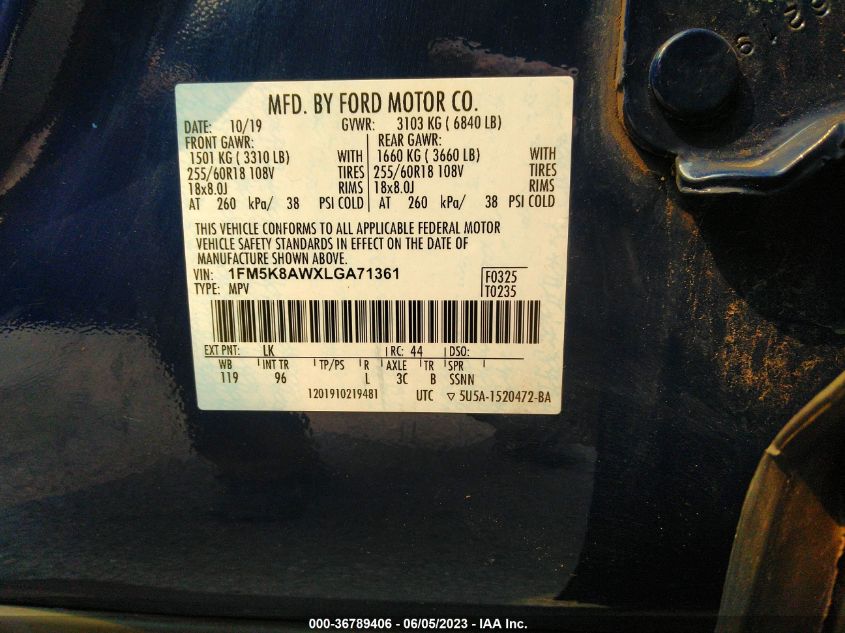 6219
MFD. BY FORD MOTOR CO.
DATE: 10/19 GVWR: 3103 KG ( 6840 LB)
FRONT GAWR: REAR GAWR:
1501 KG ( 3310 LB) WITH 1660 KG ( 3660 LB) WITH
255/60R18 108V TIRES 255/60R18 108V TIRES
18x8.0J RIMS 18x8.0J RIMS
AT 260 kPa/ 38 PSI COLD AT 260 kPa/ 38 PSI COLD
THIS VEHICLE CONFORMS TO ALL APPLICABLE FEDERAL MOTOR
VEHICLE SAFETY STANDARDS IN EFFECT ON THE DATE OF
MANUFACTURE SHOWN ABOVE.
VIN: 1FM5K8AWXLGA71361 F0325
TYPE: MPV T0235
EXT PNT: LK RC: 44 DSO:
WB INT TR TP/PS R AXLE TR SPR
119 96 L 3C B SSNN
1201910219481 UTC ▽ 5U5A-1520472-BA
000-36789406 - 06/05/2023 - IAA Inc.